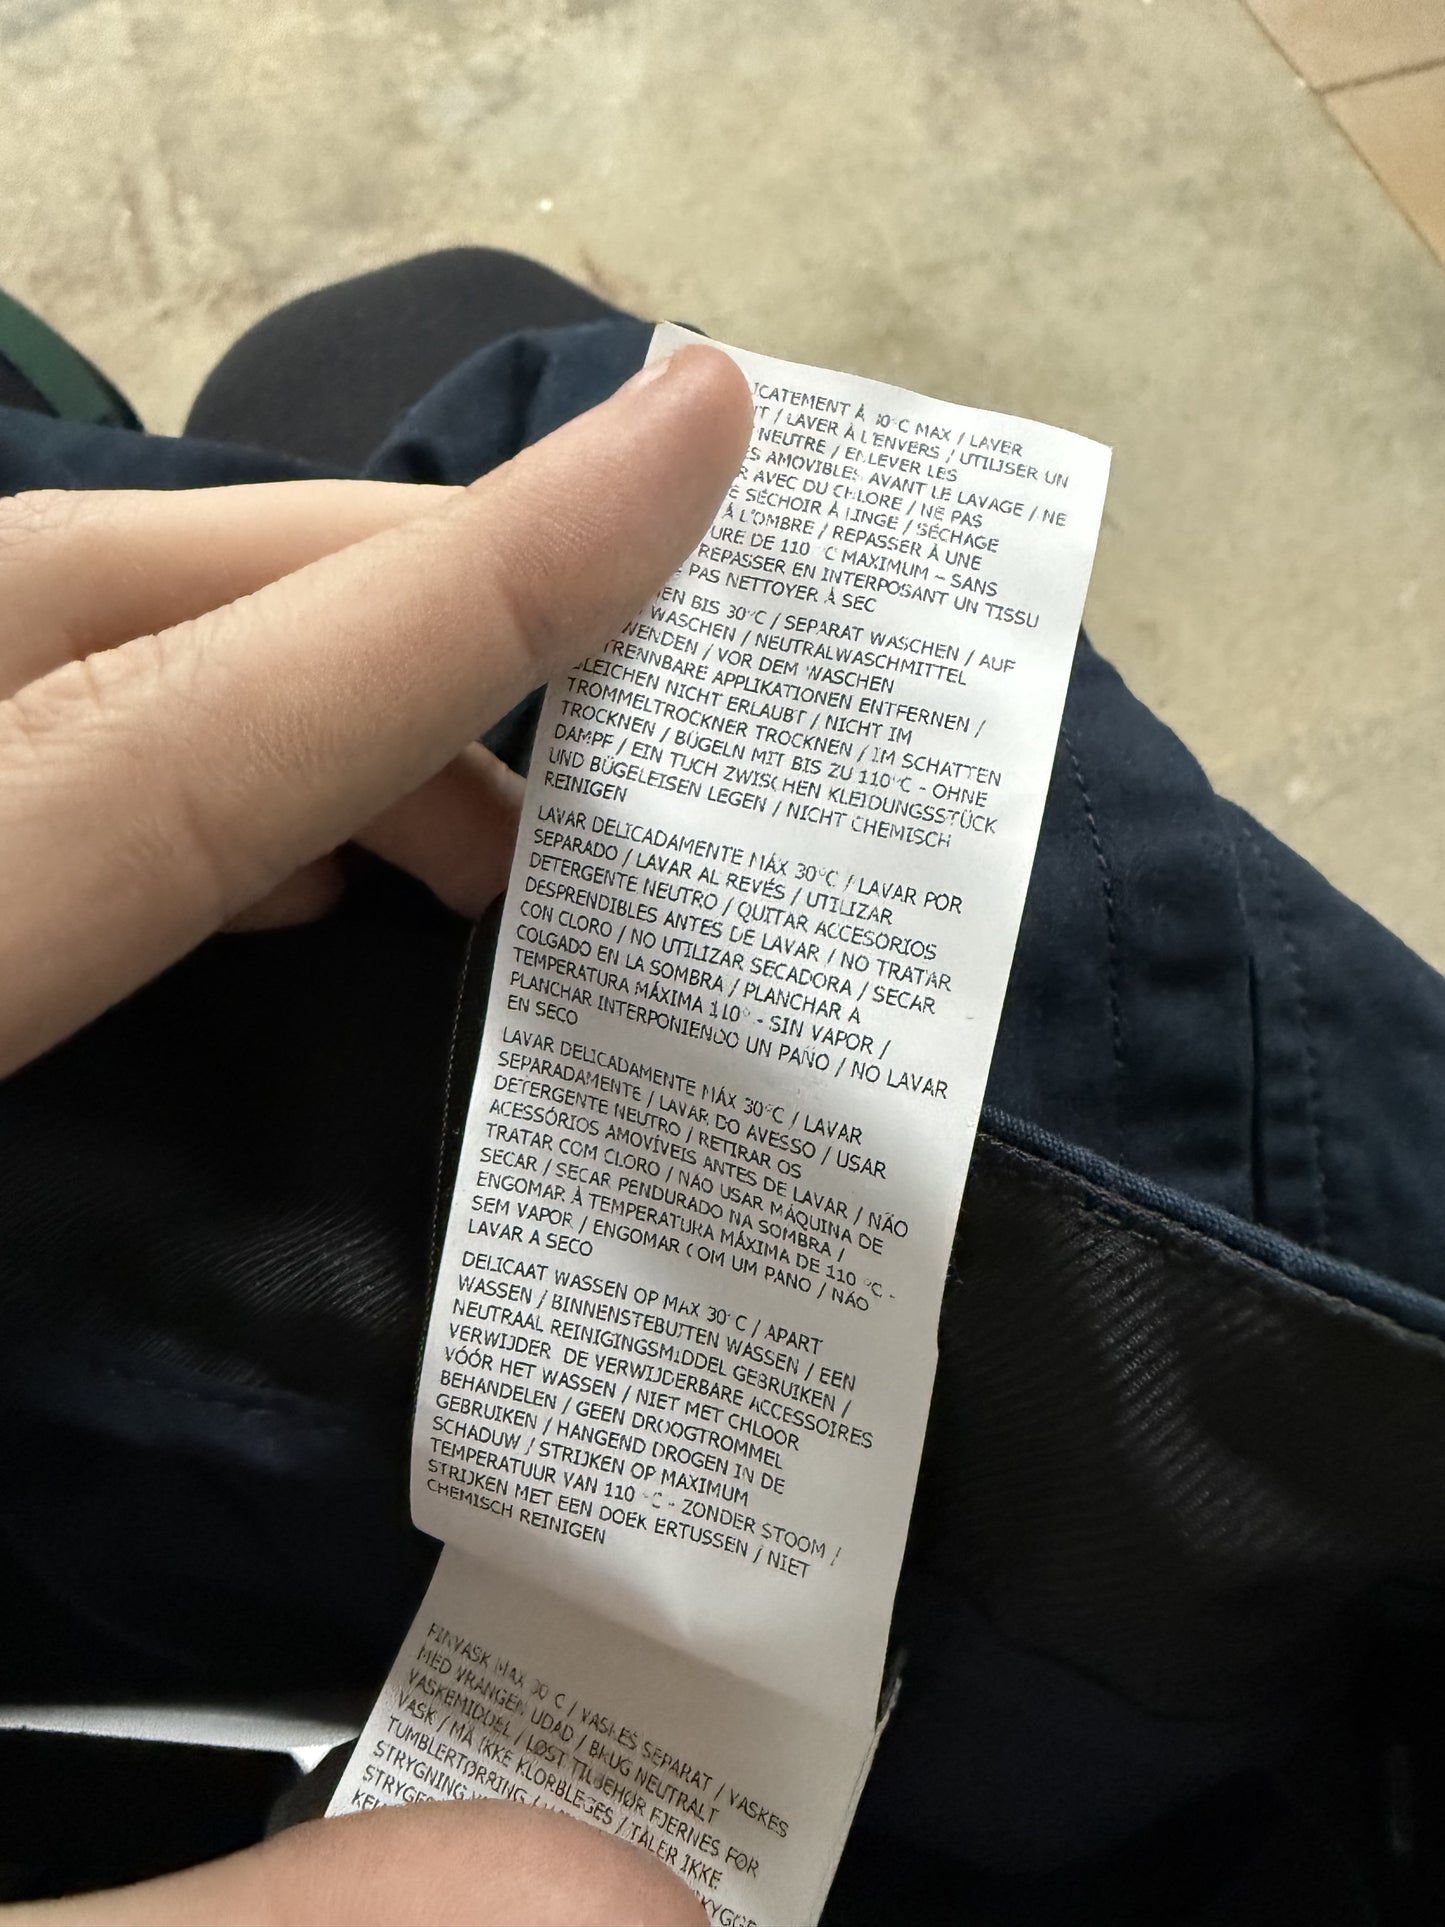 ICATEMENT À 30°C MAX / LAVER
IT / LAVER À L'ENVERS / UTILISER UN
NEUTRE / ENLEVER LES
ES AMOVIBLES AVANT LE LAVAGE / NE
R AVEC DU CHLORE / NE PAS
E SÉCHOIR À LINGE / SÉCHAGE
À L'OMBRE / REPASSER À UNE
URE DE 110 °C MAXIMUM – SANS
REPASSER EN INTERPOSANT UN TISSU
E PAS NETTOYER À SEC
EN BIS 30°C / SEPARAT WASCHEN / AUF
WASCHEN / NEUTRALWASCHMITTEL
WENDEN / VOR DEM WASCHEN
TRENNBARE APPLIKATIONEN ENTFERNEN /
BLEICHEN NICHT ERLAUBT / NICHT IM
TROMMELTROCKNER TROCKNEN / IM SCHATTEN
TROCKNEN / BÜGELN MIT BIS ZU 110°C - OHNE
DAMPF / EIN TUCH ZWISCHEN KLEIDUNGSSTÜCK
UND BÜGELEISEN LEGEN / NICHT CHEMISCH
REINIGEN
LAVAR DELICADAMENTE MÁX 30°C / LAVAR POR
SEPARADO / LAVAR AL REVÉS / UTILIZAR
DETERGENTE NEUTRO / QUITAR ACCESORIOS
DESPRENDIBLES ANTES DE LAVAR / NO TRATAR
CON CLORO / NO UTILIZAR SECADORA / SECAR
COLGADO EN LA SOMBRA / PLANCHAR A
TEMPERATURA MÁXIMA 110° - SIN VAPOR /
PLANCHAR INTERPONIENDO UN PAÑO / NO LAVAR
EN SECO
LAVAR DELICADAMENTE MÁX 30°C / LAVAR
SEPARADAMENTE / LAVAR DO AVESSO / USAR
DETERGENTE NEUTRO / RETIRAR OS
ACESSÓRIOS AMOVÍVEIS ANTES DE LAVAR / NÃO
TRATAR COM CLORO / NÃO USAR MÁQUINA DE
SECAR / SECAR PENDURADO NA SOMBRA /
ENGOMAR À TEMPERATURA MÁXIMA DE 110 °C -
SEM VAPOR / ENGOMAR COM UM PANO / NÃO
LAVAR A SECO
DELICAAT WASSEN OP MAX 30°C / APART
WASSEN / BINNENSTEBUITEN WASSEN / EEN
NEUTRAAL REINIGINGSMIDDEL GEBRUIKEN /
VERWIJDER DE VERWIJDERBARE ACCESSOIRES
VÓÓR HET WASSEN / NIET MET CHLOOR
BEHANDELEN / GEEN DROOGTROMMEL
GEBRUIKEN / HANGEND DROGEN IN DE
SCHADUW / STRIJKEN OP MAXIMUM
TEMPERATUUR VAN 110 °C - ZONDER STOOM /
STRIJKEN MET EEN DOEK ERTUSSEN / NIET
CHEMISCH REINIGEN
FINVASK MAX 30°C / VASKES SEPARAT / VASKES
MED VRANGEN UDAD / BRUG NEUTRALT
VASKEMIDDEL / LØST TILBEHØR FJERNES FOR
VASK / MÅ IKKE KLORBLEGES / TÅLER IKKE
TUMBLERTØRRING /
STRYGNING